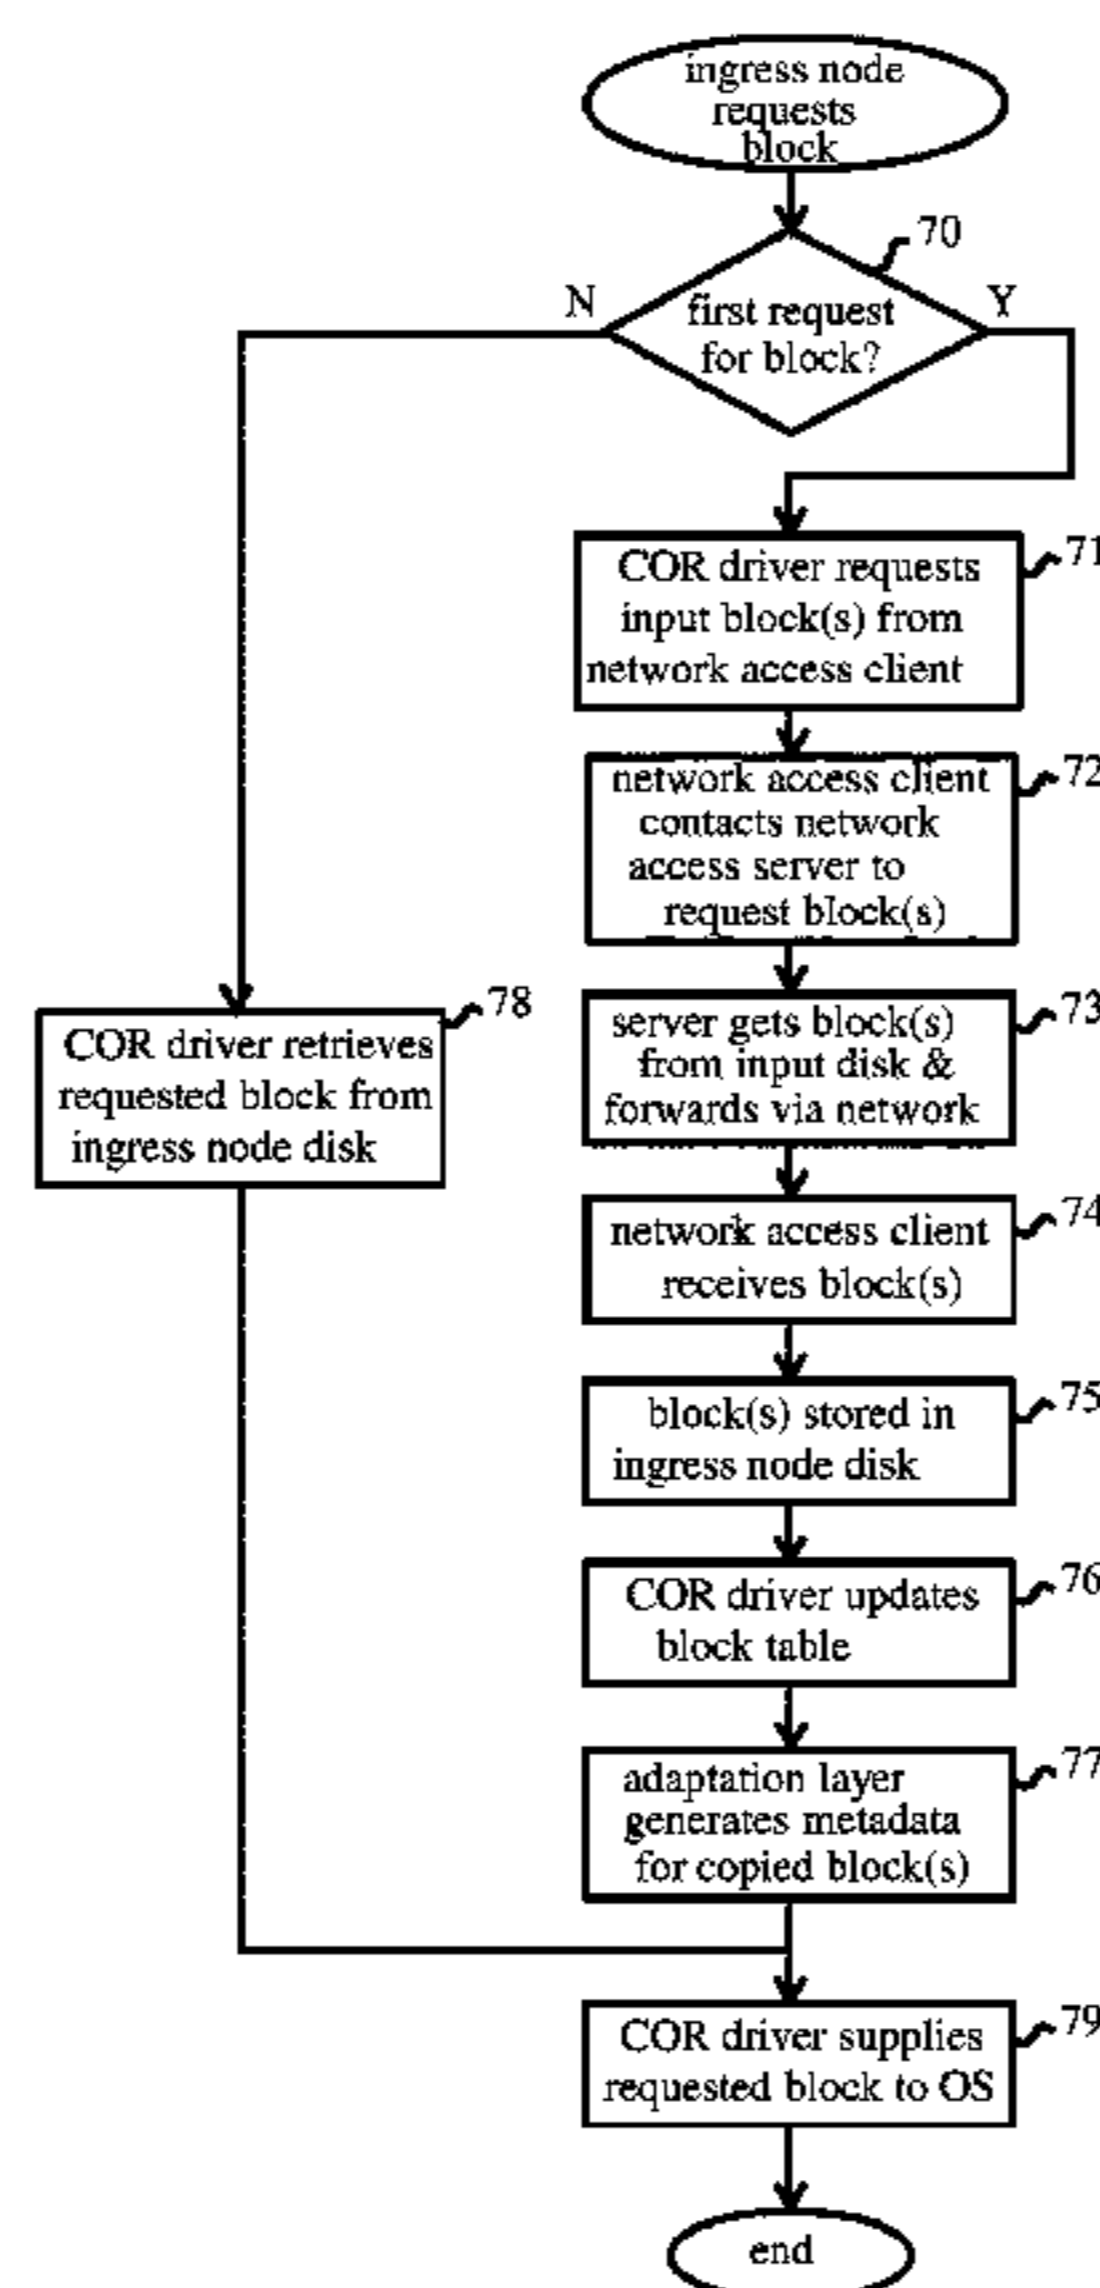 ingress node
requests
block
70
N
Y
first request
for block?
71
COR driver requests
input block(s) from
network access client
72
network access client
contacts network
access server to
request block(s)
73
server gets block(s)
from input disk &
forwards via network
78
COR driver retrieves
requested block from
ingress node disk
74
network access client
receives block(s)
75
block(s) stored in
ingress node disk
76
COR driver updates
block table
77
adaptation layer
generates metadata
for copied block(s)
79
COR driver supplies
requested block to OS
end